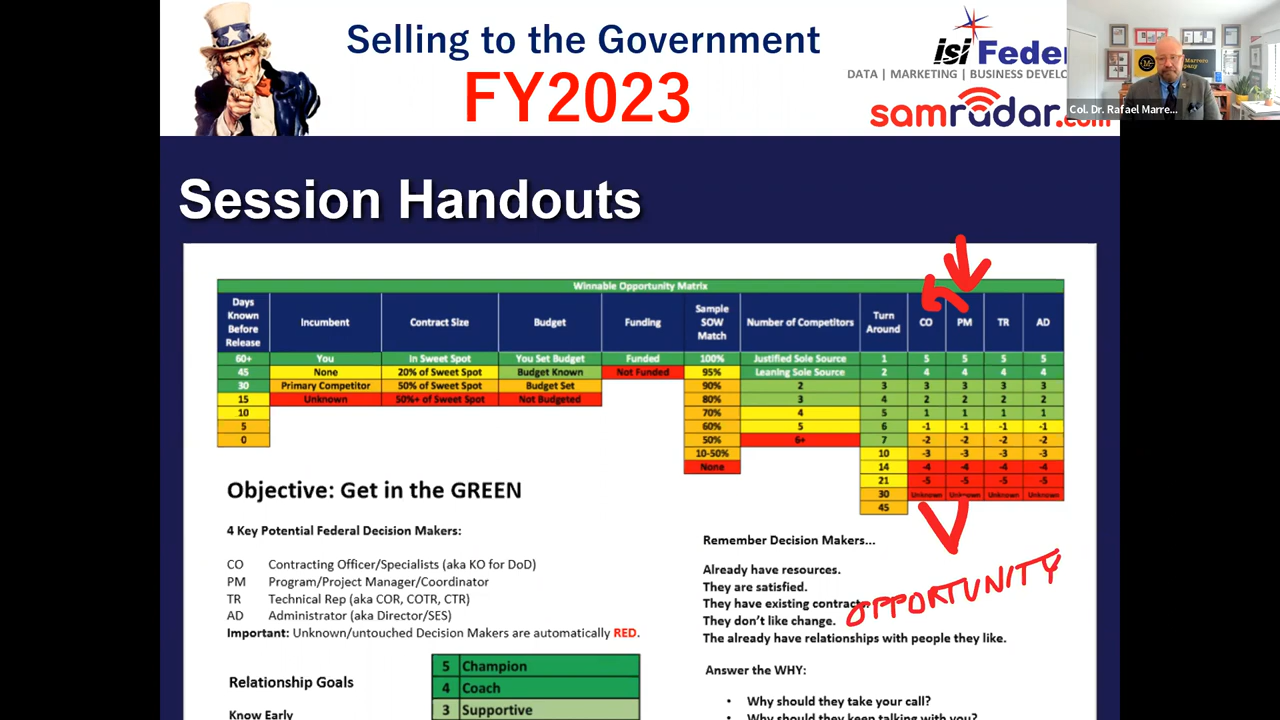 Selling to the Government
FY2023
isi Feder
DATA | MARKETING | BUSINESS DEVEL
samradar.com
Col. Dr. Rafael Marre...
Marrero
Session Handouts
Winnable Opportunity Matrix
Days Known Before Release Incumbent Contract Size Budget Funding Sample SOW Match Number of Competitors Turn Around CO PM TR AD
60+ You In Sweet Spot You Set Budget Funded 100% Justified Sole Source 1 5 5 5 5
45 None 20% of Sweet Spot Budget Known Not Funded 95% Leaning Sole Source 2 4 4 4 4
30 Primary Competitor 50% of Sweet Spot Budget Set 90% 2 3 3 3 3 3
15 Unknown 50%+ of Sweet Spot Not Budgeted 80% 3 4 2 2 2 2
10 70% 4 5 1 1 1 1
5 60% 5 6 -1 -1 -1 -1
0 50% 6+ 7 -2 -2 -2 -2
10-50% 10 -3 -3 -3 -3
None 14 -4 -4 -4 -4
21 -5 -5 -5 -5
30 Unknown Unknown Unknown Unknown
45
Objective: Get in the GREEN
4 Key Potential Federal Decision Makers:
CO Contracting Officer/Specialists (aka KO for DoD)
PM Program/Project Manager/Coordinator
TR Technical Rep (aka COR, COTR, CTR)
AD Administrator (aka Director/SES)
Important: Unknown/untouched Decision Makers are automatically RED.
Relationship Goals
Know Early
5 Champion
4 Coach
3 Supportive
Remember Decision Makers...
Already have resources.
They are satisfied.
They have existing contracts.
They don't like change.
The already have relationships with people they like.
OPPORTUNITY
Answer the WHY:
• Why should they take your call?
• Why should they keep talking with you?